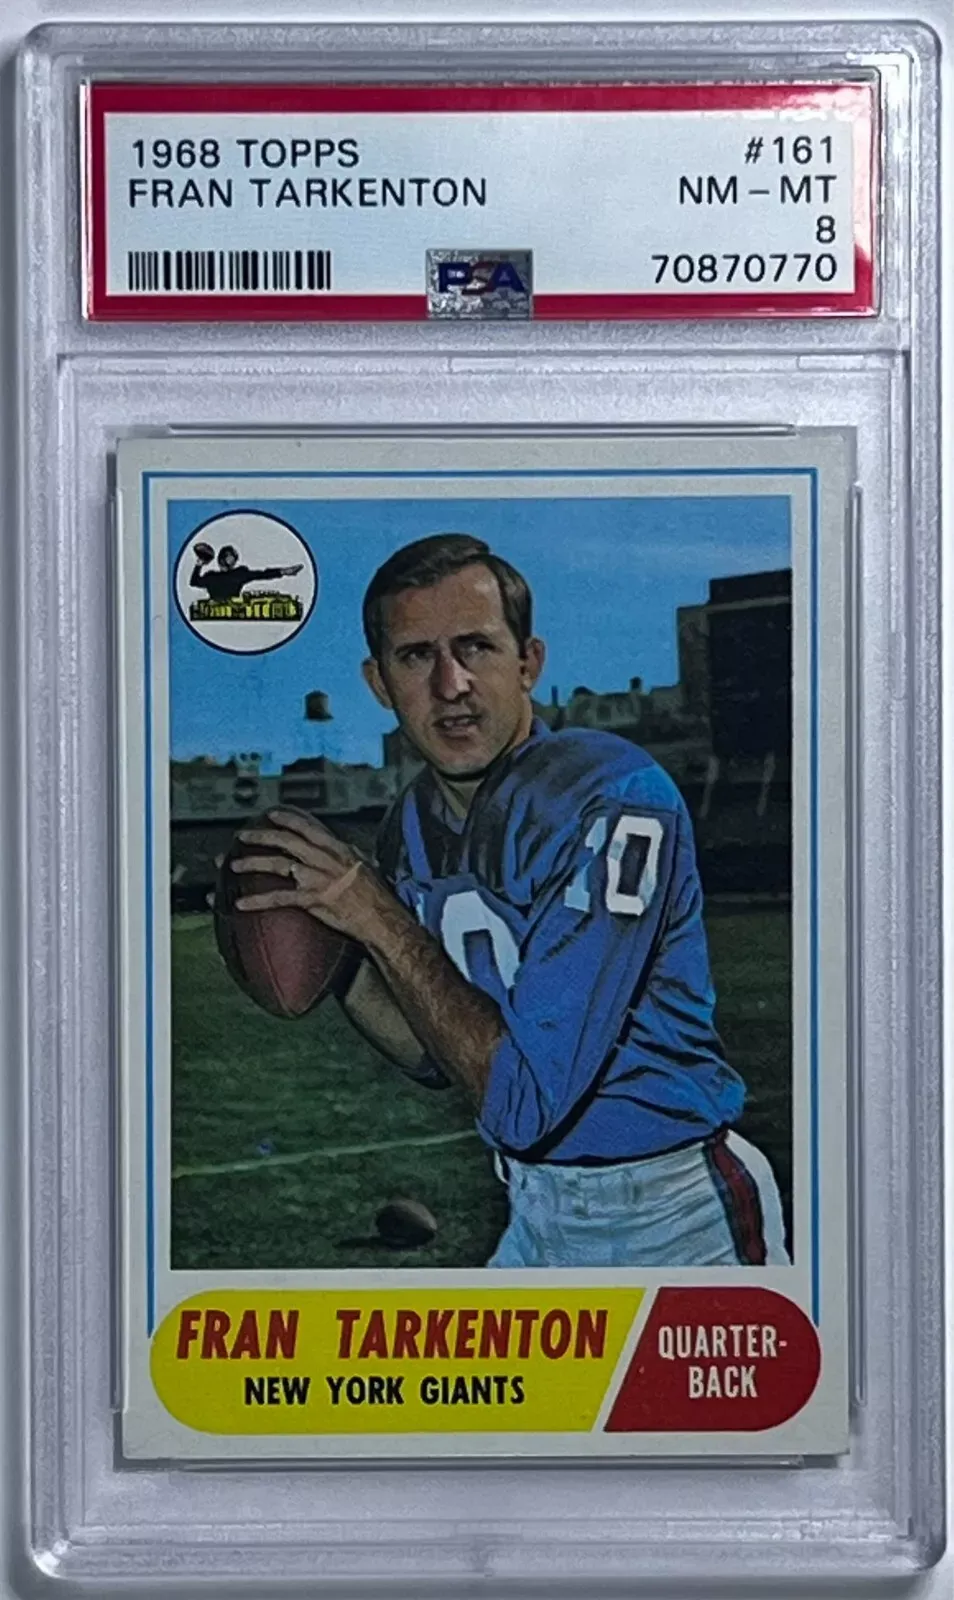 1968 TOPPS #161
FRAN TARKENTON NM - MT
8
PSA 70870770
10
10
FRAN TARKENTON
NEW YORK GIANTS
QUARTER-
BACK